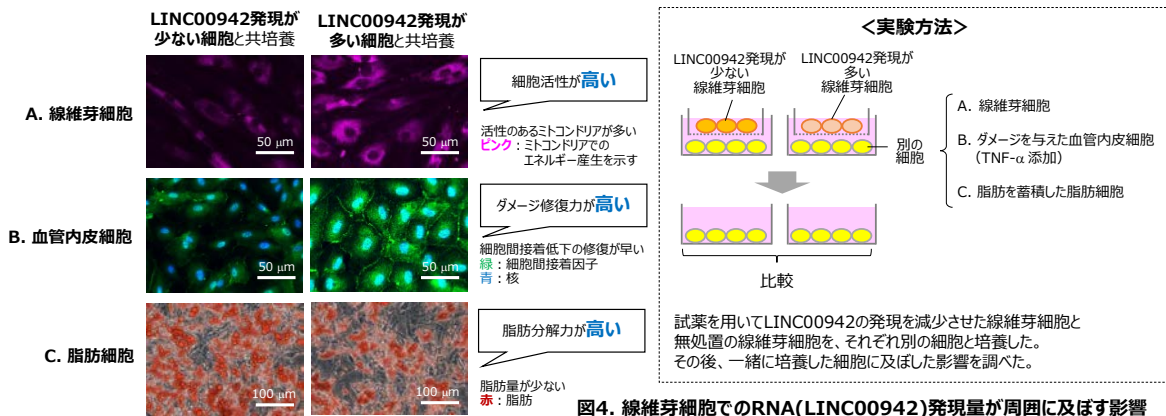 LINC00942発現が
少ない細胞と共培養
LINC00942発現が
多い細胞と共培養
A. 線維芽細胞
50 μm
50 μm
細胞活性が高い
活性のあるミトコンドリアが多い
ピンク：ミトコンドリアでの
エネルギー産生を示す
B. 血管内皮細胞
50 μm
50 μm
ダメージ修復力が高い
細胞間接着低下の修復が早い
緑：細胞間接着因子
青：核
C. 脂肪細胞
100 μm
100 μm
脂肪分解力が高い
脂肪量が少ない
赤：脂肪
＜実験方法＞
LINC00942発現が
少ない
線維芽細胞
LINC00942発現が
多い
線維芽細胞
別の
細胞
A. 線維芽細胞
B. ダメージを与えた血管内皮細胞
（TNF-α 添加）
C. 脂肪を蓄積した脂肪細胞
比較
試薬を用いてLINC00942の発現を減少させた線維芽細胞と
無処置の線維芽細胞を、それぞれ別の細胞と培養した。
その後、一緒に培養した細胞に及ぼした影響を調べた。
図4. 線維芽細胞でのRNA(LINC00942)発現量が周囲に及ぼす影響